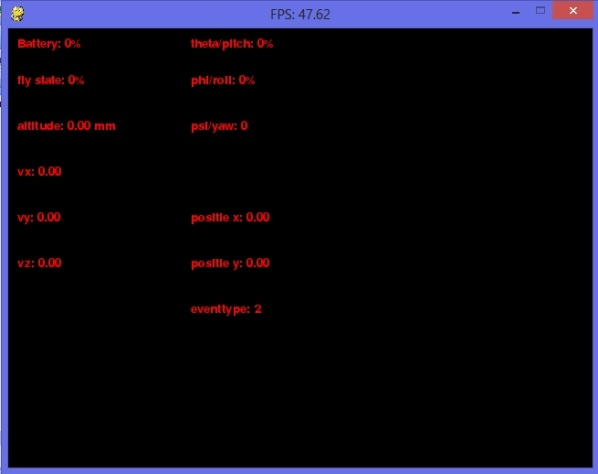 FPS: 47.62
Battery: 0% theta/pitch: 0%
fly state: 0% phi/roll: 0%
altitude: 0.00 mm psi/yaw: 0
vx: 0.00
vy: 0.00 positie x: 0.00
vz: 0.00 positie y: 0.00
eventtype: 2